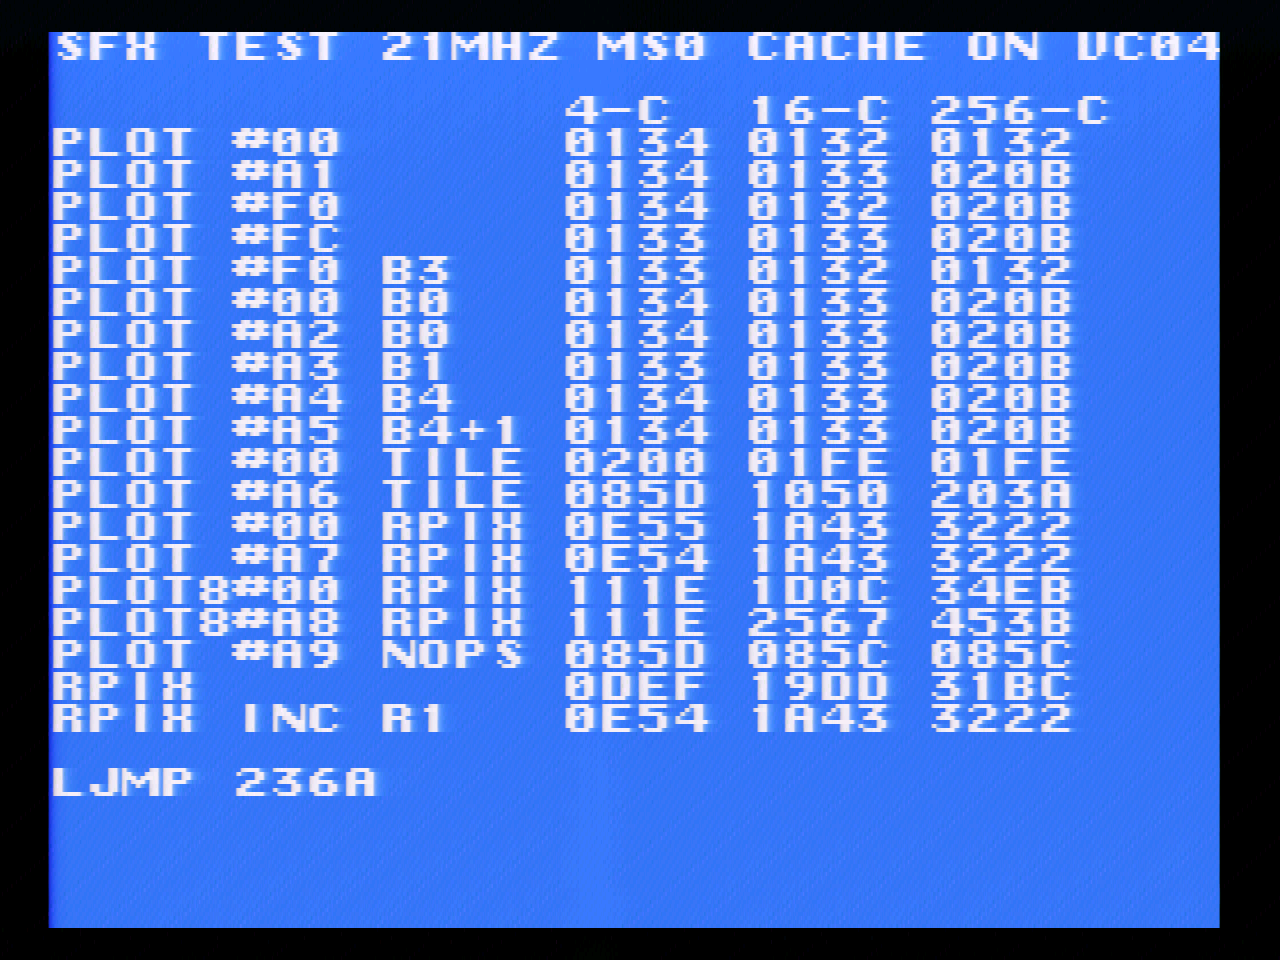 SFX TEST 21MHZ MS0 CACHE ON VC04
4-C 16-C 256-C
PLOT #00 0134 0132 0132
PLOT #A1 0134 0133 020B
PLOT #F0 0134 0132 020B
PLOT #FC 0133 0133 020B
PLOT #F0 B3 0133 0132 0132
PLOT #00 B0 0134 0133 020B
PLOT #A2 B0 0134 0133 020B
PLOT #A3 B1 0133 0133 020B
PLOT #A4 B4 0134 0133 020B
PLOT #A5 B4+1 0134 0133 020B
PLOT #00 TILE 0200 01FE 01FE
PLOT #A6 TILE 085D 1050 203A
PLOT #00 RPIX 0E55 1A43 3222
PLOT #A7 RPIX 0E54 1A43 3222
PLOT8#00 RPIX 111E 1D0C 34EB
PLOT8#A8 RPIX 111E 2567 453B
PLOT #A9 NOPS 085D 085C 085C
RPIX 0DEF 19DD 31BC
RPIX INC R1 0E54 1A43 3222
LJMP 236A